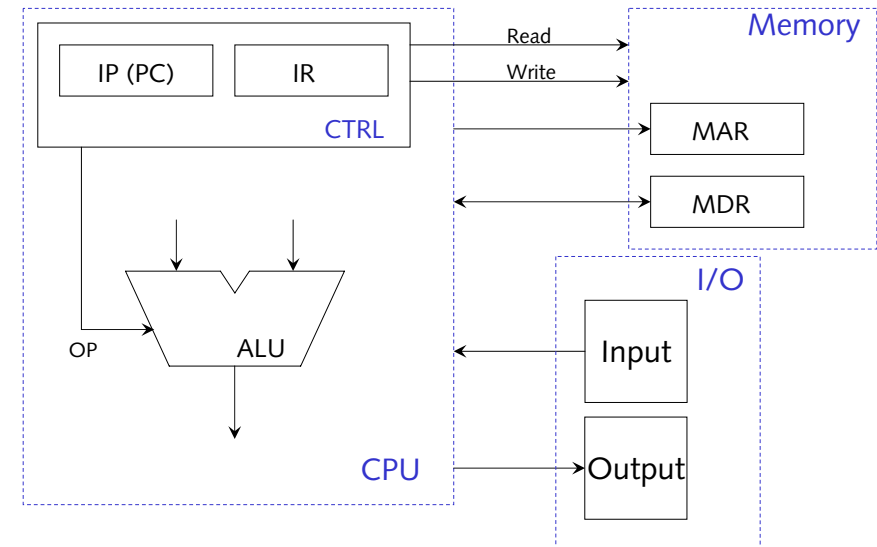 Read
Memory
IP (PC)
IR
Write
CTRL
MAR
MDR
I/O
OP
ALU
Input
CPU
Output